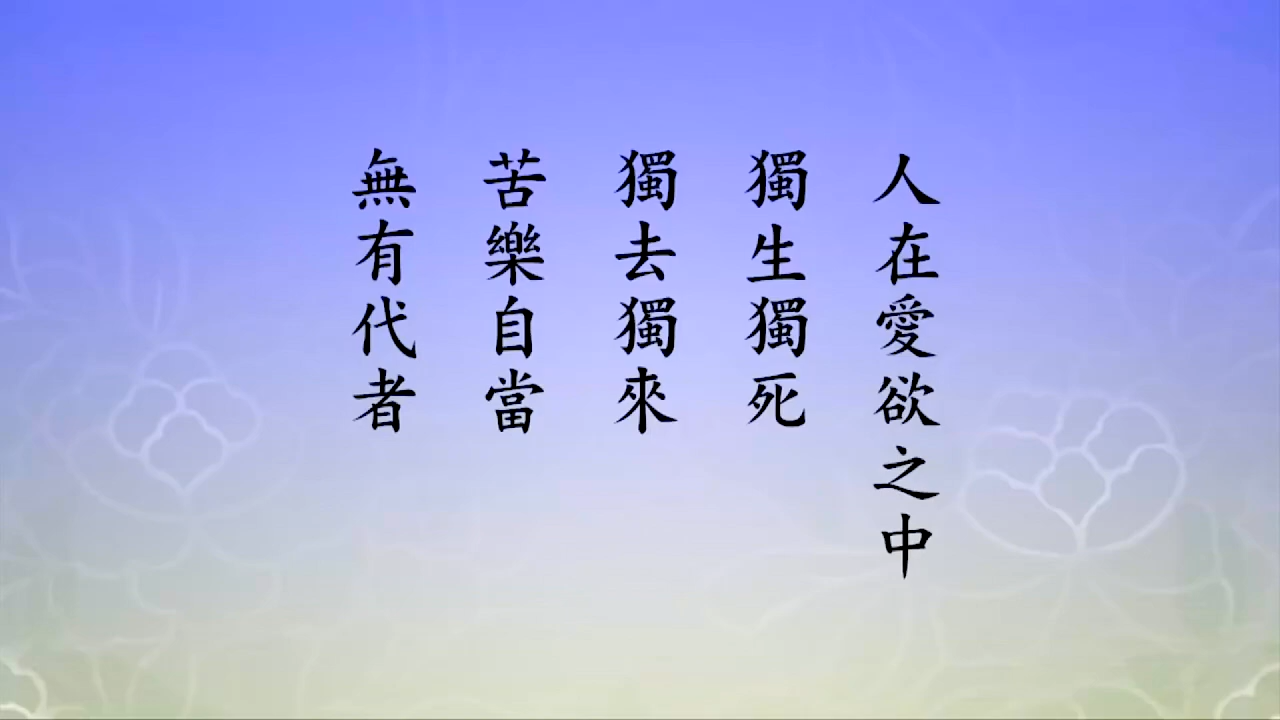 人在愛欲之中
獨生獨死
獨去獨來
苦樂自當
無有代者